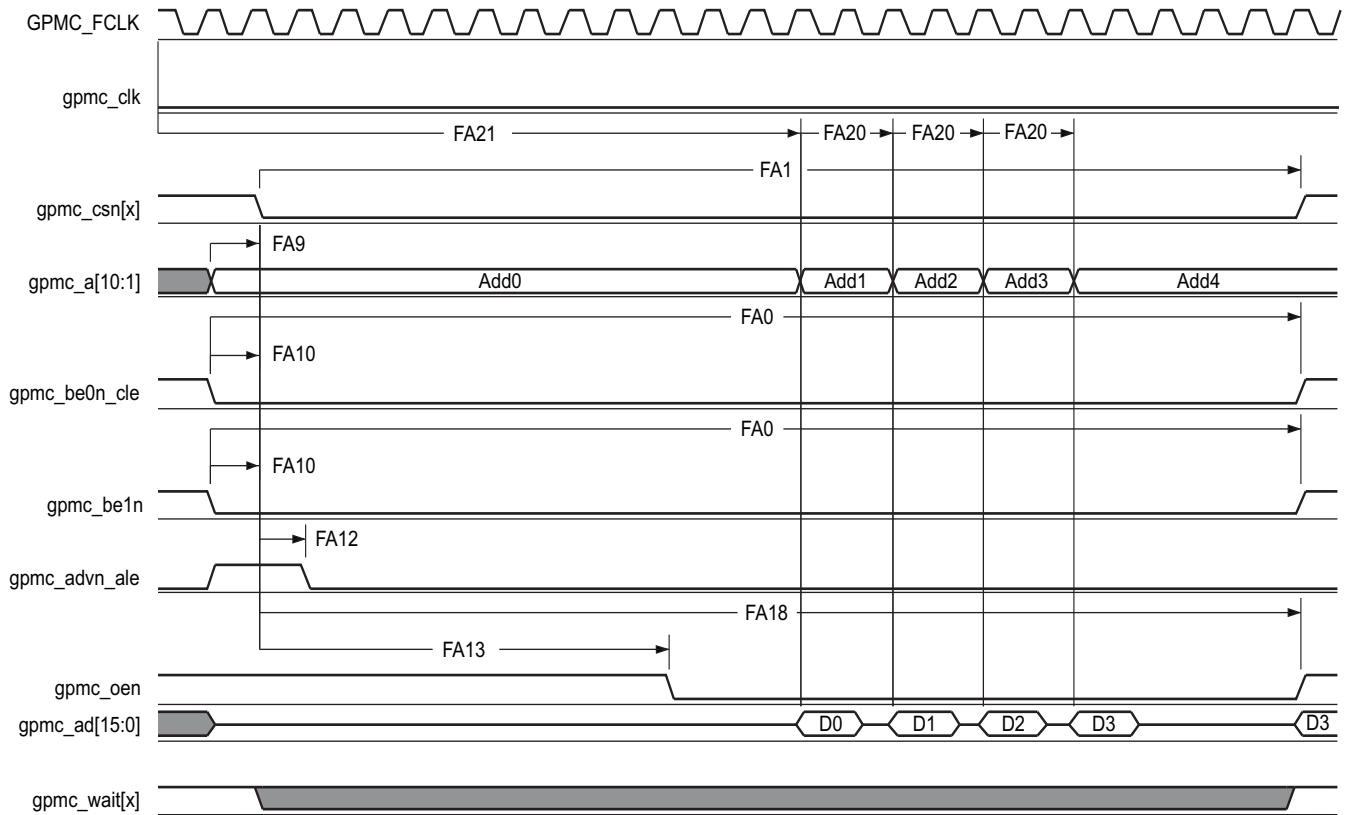 GPMC_FCLK
gpmc_clk
FA21 FA20 FA20 FA20
FA1
gpmc_csn[x]
FA9
gpmc_a[10:1] Add0 Add1 Add2 Add3 Add4
FA0
FA10
gpmc_be0n_cle
FA0
FA10
gpmc_be1n
FA12
gpmc_advn_ale
FA18
FA13
gpmc_oen
gpmc_ad[15:0] D0 D1 D2 D3 D3
gpmc_wait[x]